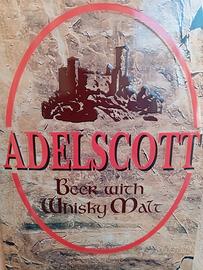 ADELSCOTT
Beer with
Whisky Malt